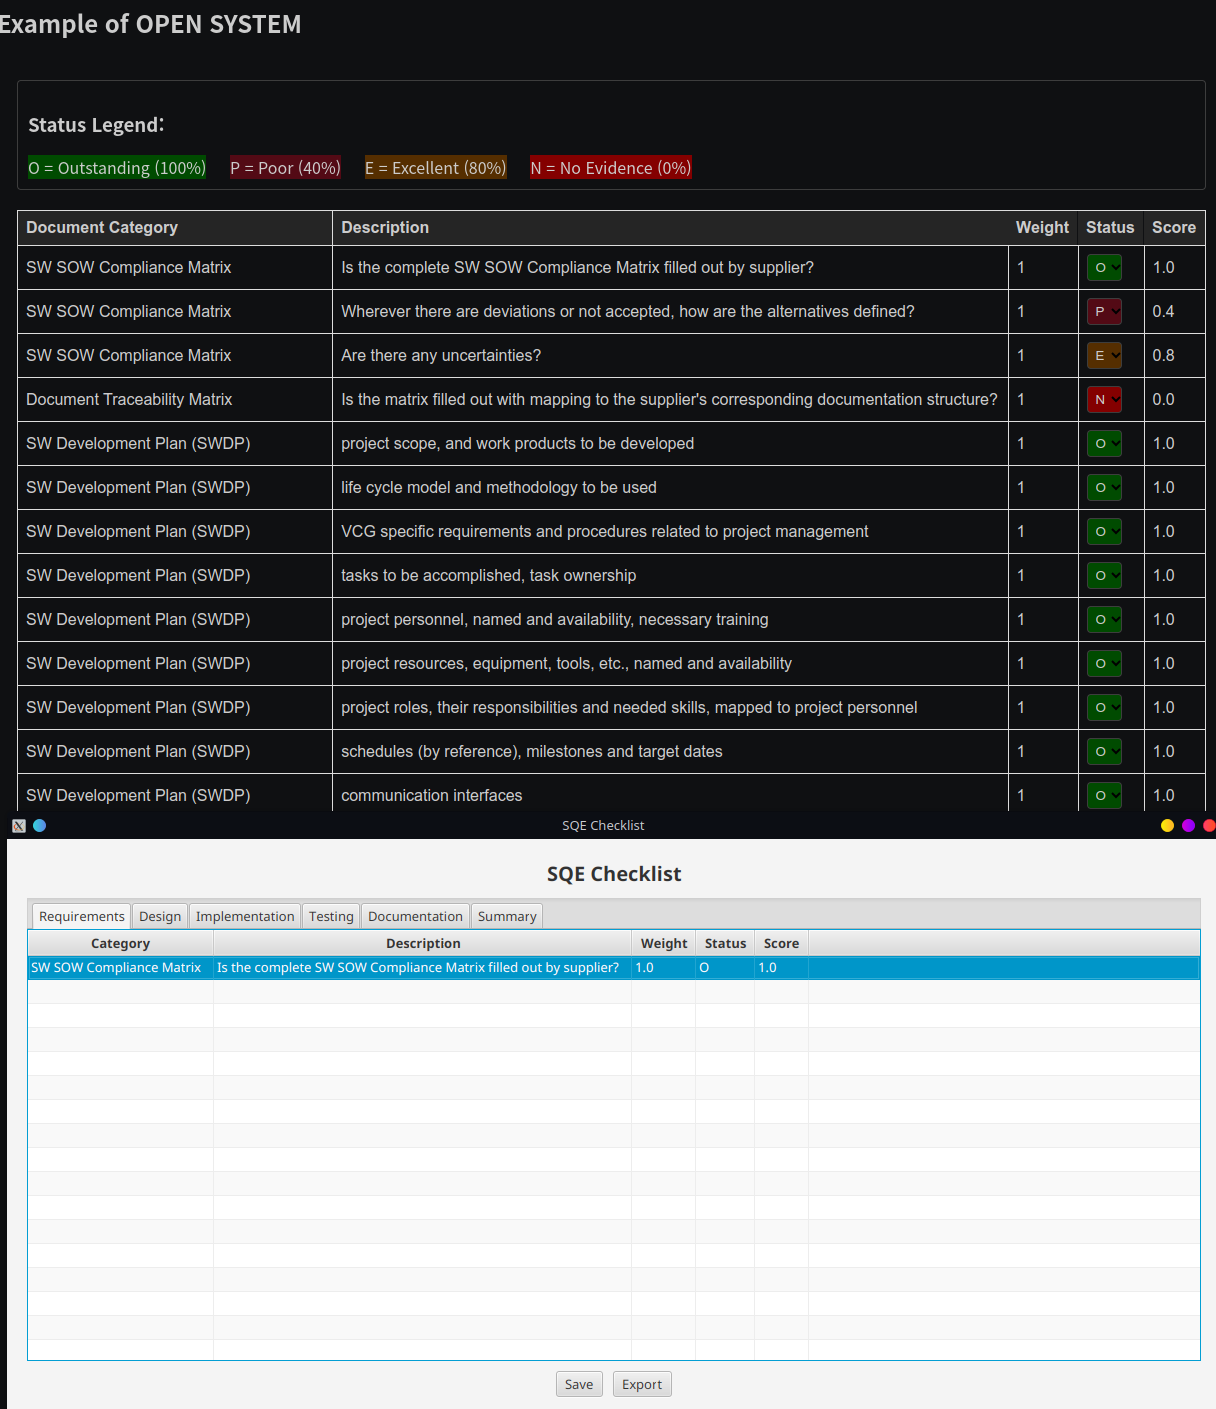 Example of OPEN SYSTEM
Status Legend:
O = Outstanding (100%) P = Poor (40%) E = Excellent (80%) N = No Evidence (0%)
Document Category Description Weight Status Score
SW SOW Compliance Matrix Is the complete SW SOW Compliance Matrix filled out by supplier? 1 O 1.0
SW SOW Compliance Matrix Wherever there are deviations or not accepted, how are the alternatives defined? 1 P 0.4
SW SOW Compliance Matrix Are there any uncertainties? 1 E 0.8
Document Traceability Matrix Is the matrix filled out with mapping to the supplier's corresponding documentation structure? 1 N 0.0
SW Development Plan (SWDP) project scope, and work products to be developed 1 O 1.0
SW Development Plan (SWDP) life cycle model and methodology to be used 1 O 1.0
SW Development Plan (SWDP) VCG specific requirements and procedures related to project management 1 O 1.0
SW Development Plan (SWDP) tasks to be accomplished, task ownership 1 O 1.0
SW Development Plan (SWDP) project personnel, named and availability, necessary training 1 O 1.0
SW Development Plan (SWDP) project resources, equipment, tools, etc., named and availability 1 O 1.0
SW Development Plan (SWDP) project roles, their responsibilities and needed skills, mapped to project personnel 1 O 1.0
SW Development Plan (SWDP) schedules (by reference), milestones and target dates 1 O 1.0
SW Development Plan (SWDP) communication interfaces 1 O 1.0
SQE Checklist
SQE Checklist
Requirements Design Implementation Testing Documentation Summary
Category Description Weight Status Score
SW SOW Compliance Matrix Is the complete SW SOW Compliance Matrix filled out by supplier? 1.0 O 1.0
Save Export